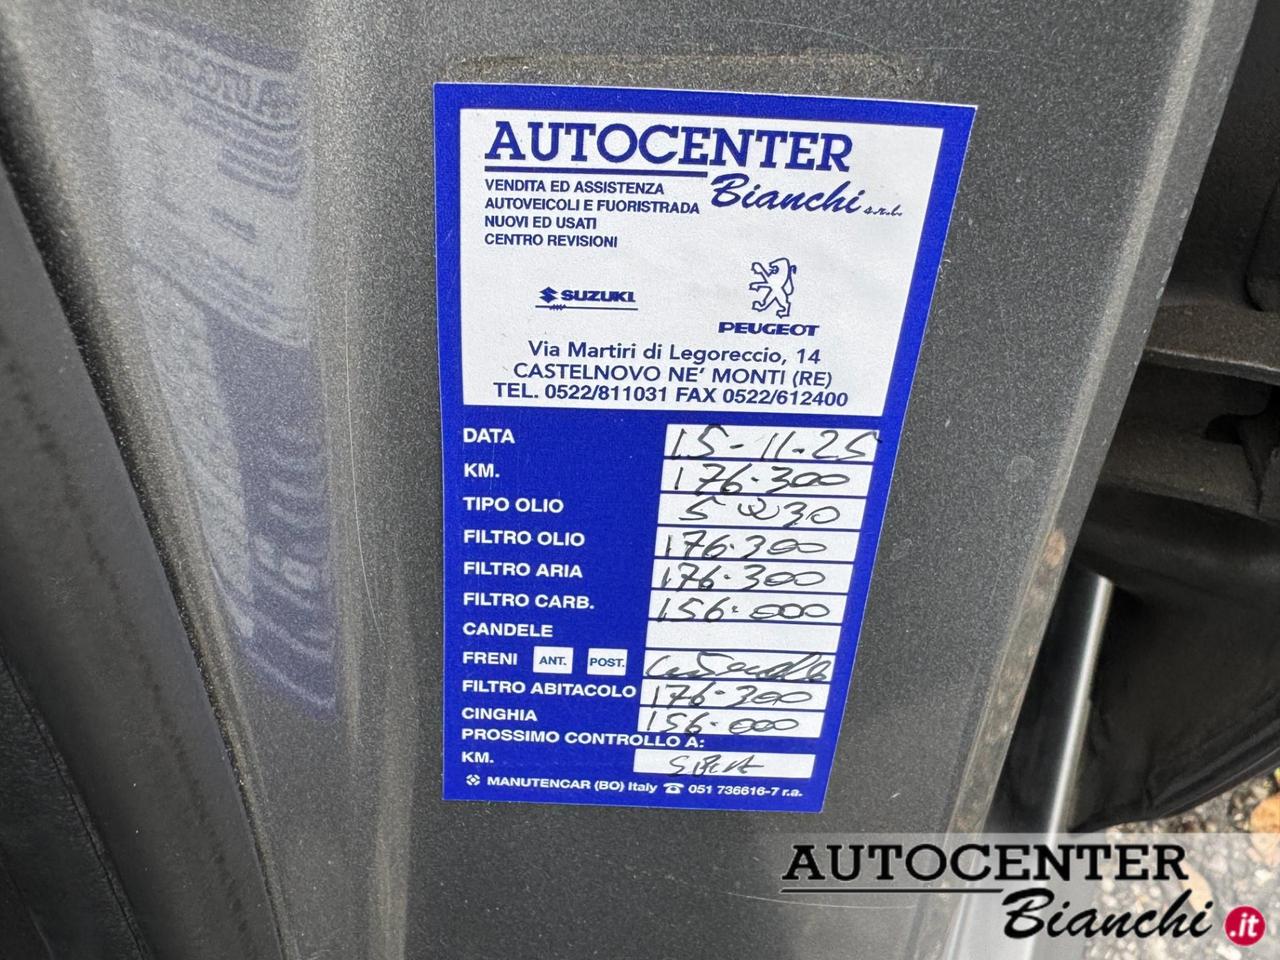 AUTOCENTER
Bianchi s.r.l.
VENDITA ED ASSISTENZA
AUTOVEICOLI E FUORISTRADA
NUOVI ED USATI
CENTRO REVISIONI
SUZUKI
PEUGEOT
Via Martiri di Legoreccio, 14
CASTELNOVO NE' MONTI (RE)
TEL. 0522/811031 FAX 0522/612400
DATA 15-11-25
KM. 176.300
TIPO OLIO 5W30
FILTRO OLIO 176.300
FILTRO ARIA 176.300
FILTRO CARB. 156.000
CANDELE
FRENI ANT. POST.
FILTRO ABITACOLO 176.300
CINGHIA 156.000
PROSSIMO CONTROLLO A:
KM. SPIA
MANUTENCAR (BO) Italy ☎ 051 736616-7 r.a.
AUTOCENTER
Bianchi .it